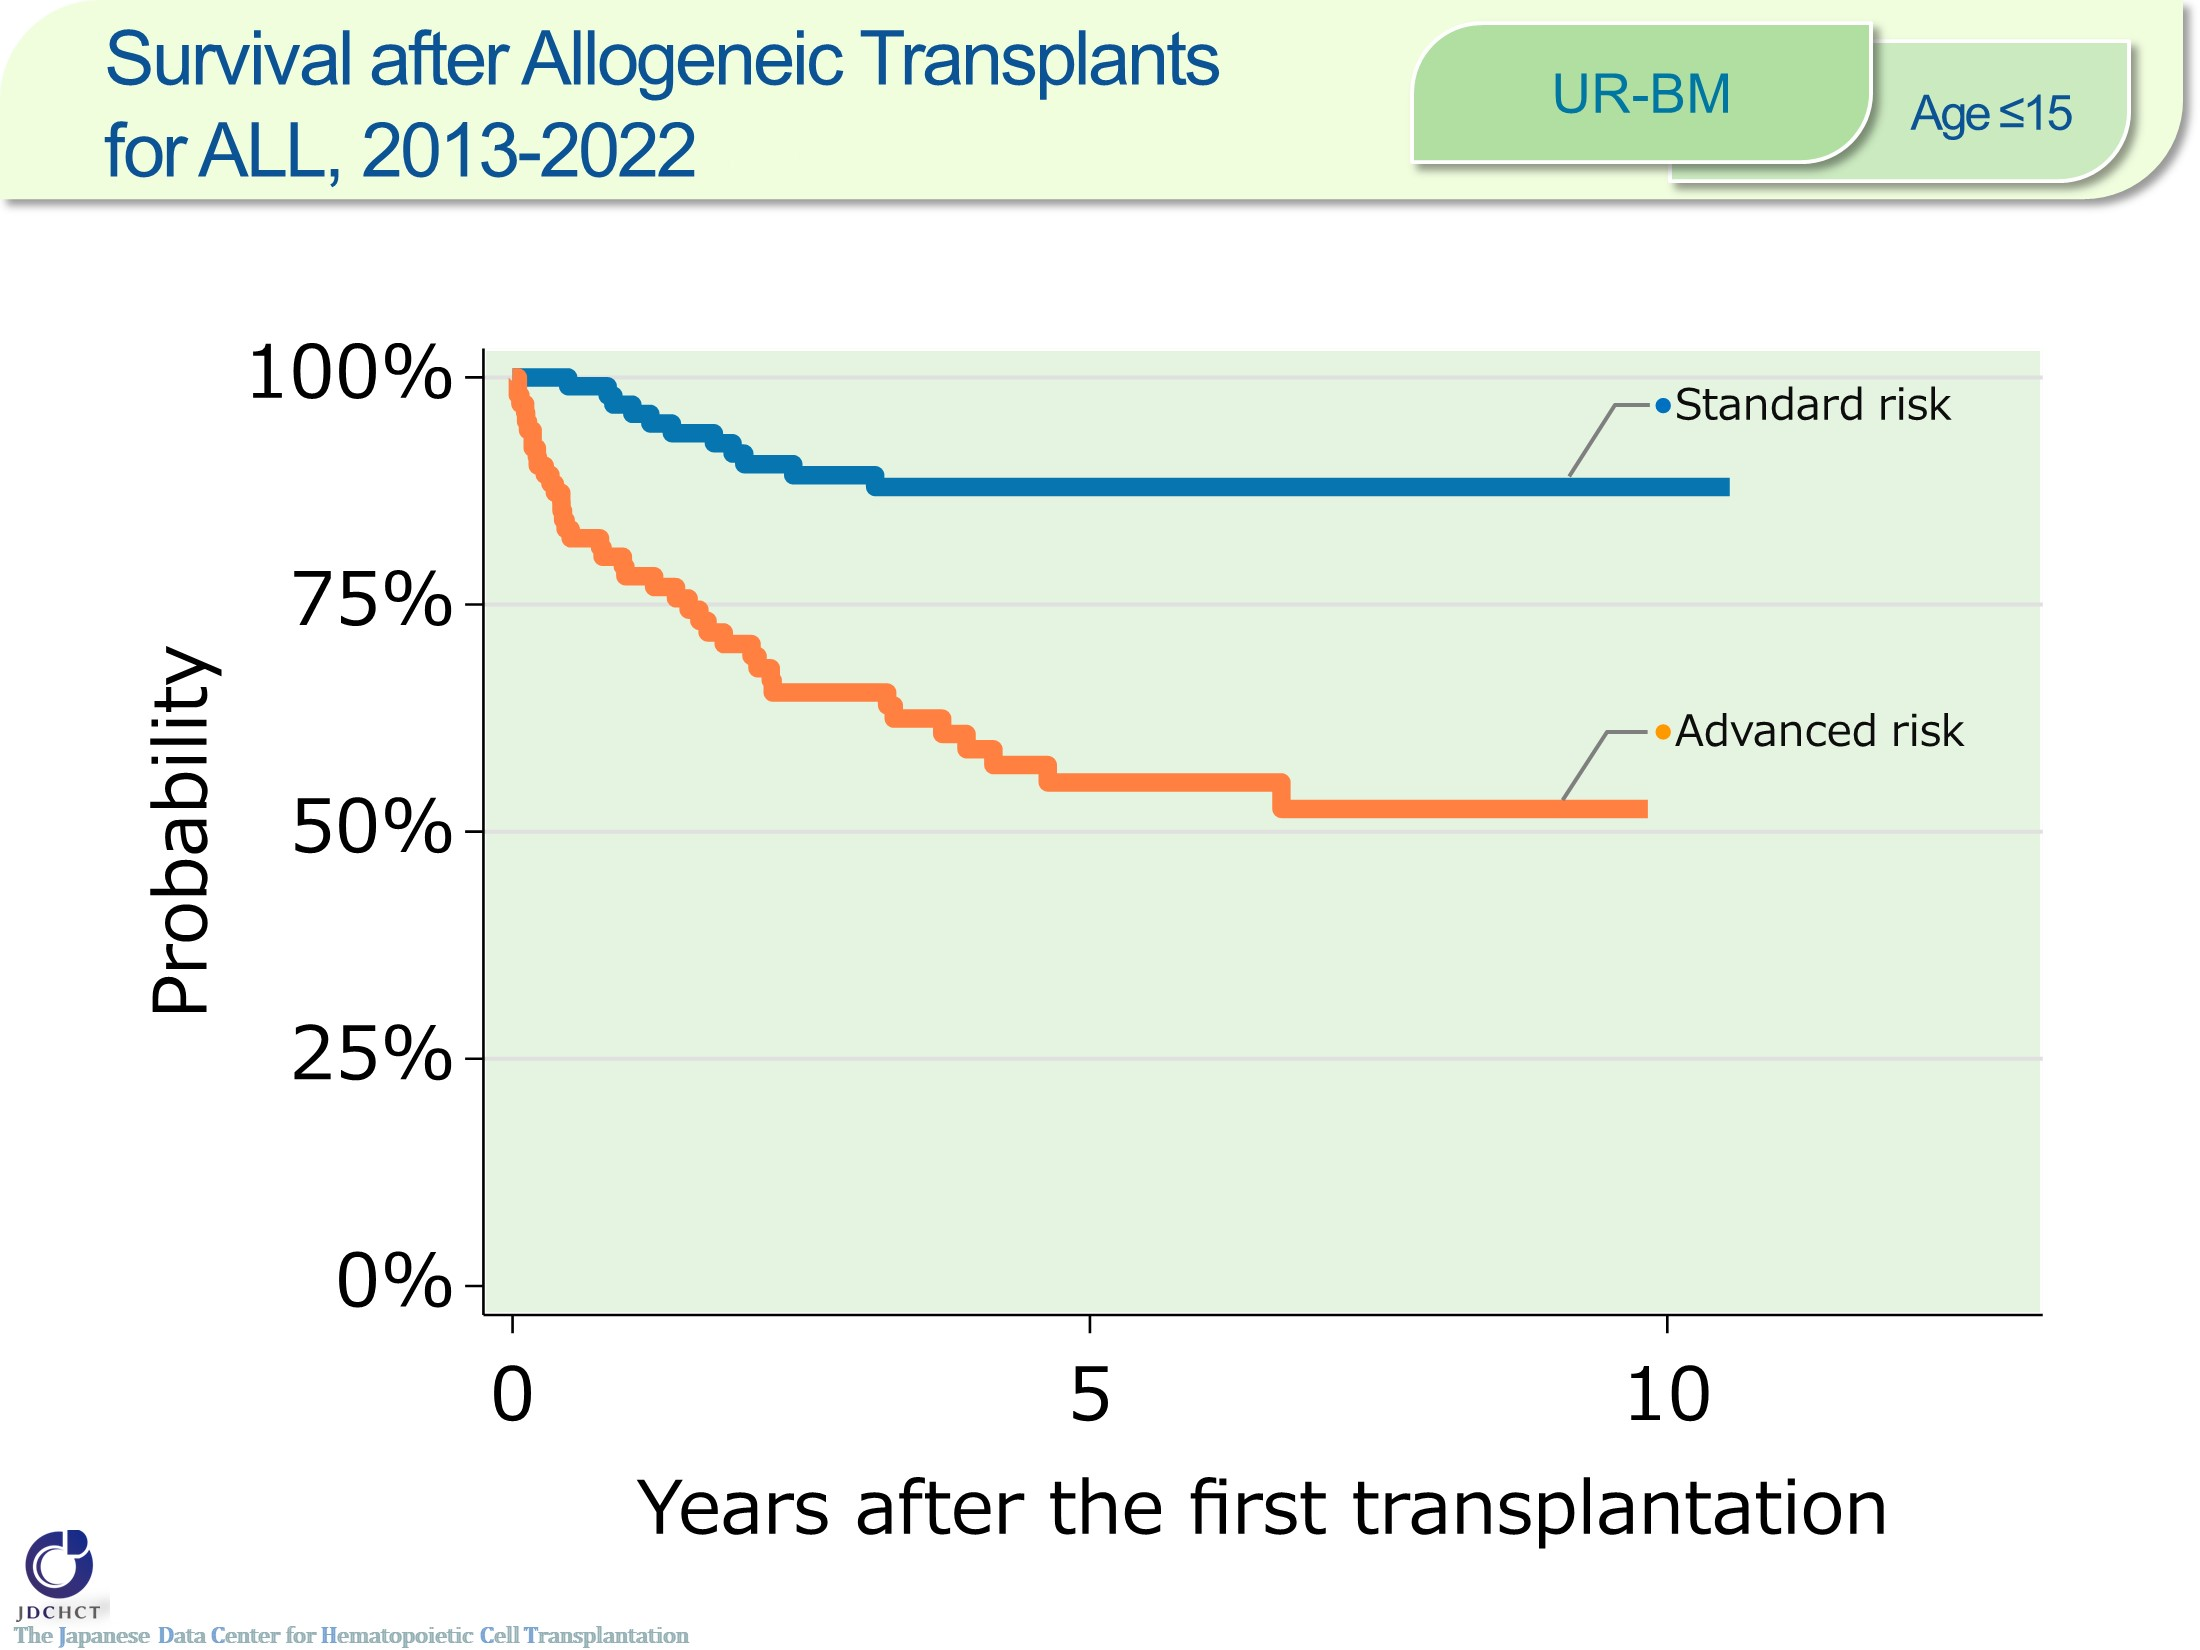 Survival after Allogeneic Transplants
for ALL, 2013-2022
UR-BM
Age ≤15
100%
75%
50%
25%
0%
Probability
Standard risk
Advanced risk
0
5
10
Years after the first transplantation
JDCHCT
The Japanese Data Center for Hematopoietic Cell Transplantation